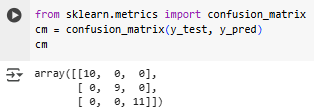 from sklearn.metrics import confusion_matrix
cm = confusion_matrix(y_test, y_pred)
cm
array([[10,  0,  0],
       [ 0,  9,  0],
       [ 0,  0, 11]])